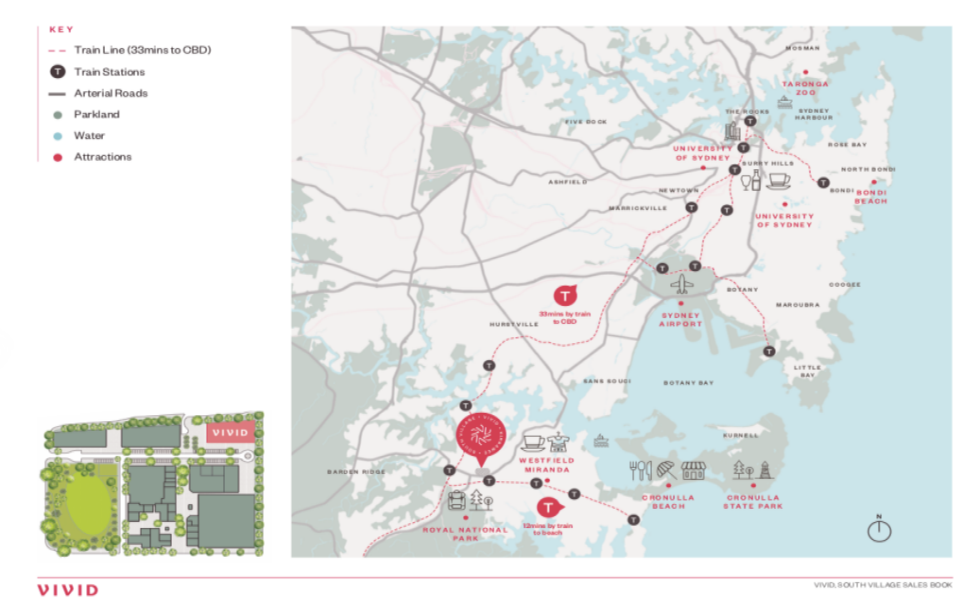 KEY
Train Line (33mins to CBD)
T Train Stations
Arterial Roads
Parkland
Water
Attractions
MOSMAN
TARONGA
ZOO
THE ROCKS
SYDNEY
HARBOUR
T
FIVE DOCK
T
ROSE BAY
UNIVERSITY
OF SYDNEY
SURRY HILLS
NORTH BONDI
T
ASHFIELD
NEWTOWN
T
BONDI
BONDI
BEACH
MARRICKVILLE
T
T
UNIVERSITY
OF SYDNEY
T
T
BOTANY
COOGEE
T
33mins by train
to CBD
MAROUBRA
SYDNEY
AIRPORT
HURSTVILLE
T
T
LITTLE
BAY
SANS SOUCI
BOTANY BAY
T
VIVID
KURNELL
T
WESTFIELD
MIRANDA
BARDEN RIDGE
T
T
T
CRONULLA
BEACH
CRONULLA
STATE PARK
T
12mins by train
to beach
ROYAL NATIONAL
PARK
T
N
VIVID
VIVID, SOUTH VILLAGE SALES BOOK